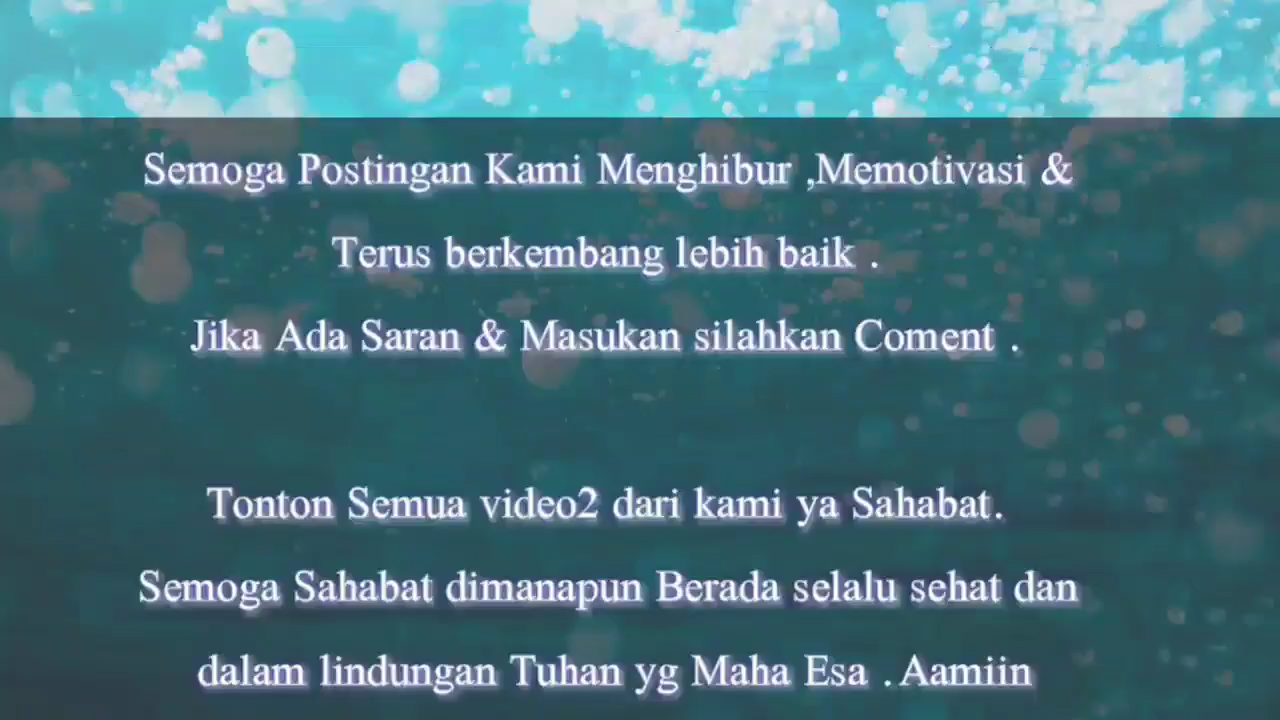 Semoga Postingan Kami Menghibur ,Memotivasi &
Terus berkembang lebih baik .
Jika Ada Saran & Masukan silahkan Coment .
Tonton Semua video2 dari kami ya Sahabat.
Semoga Sahabat dimanapun Berada selalu sehat dan
dalam lindungan Tuhan yg Maha Esa . Aamiin